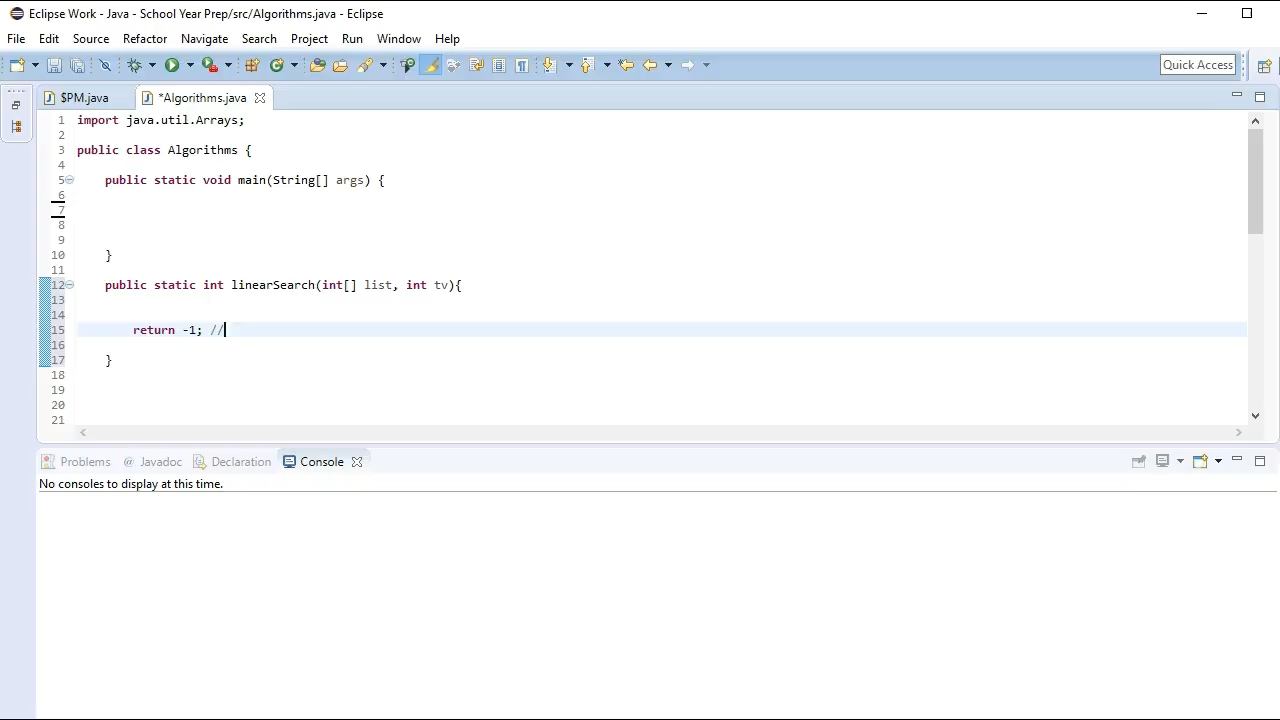 Eclipse Work - Java - School Year Prep/src/Algorithms.java - Eclipse
File Edit Source Refactor Navigate Search Project Run Window Help
Quick Access
$PM.java *Algorithms.java
1 import java.util.Arrays;
2
3 public class Algorithms {
4
5 public static void main(String[] args) {
6
7
8
9
10 }
11
12 public static int linearSearch(int[] list, int tv){
13
14
15 return -1; //
16
17 }
18
19
20
21
Problems @ Javadoc Declaration Console
No consoles to display at this time.